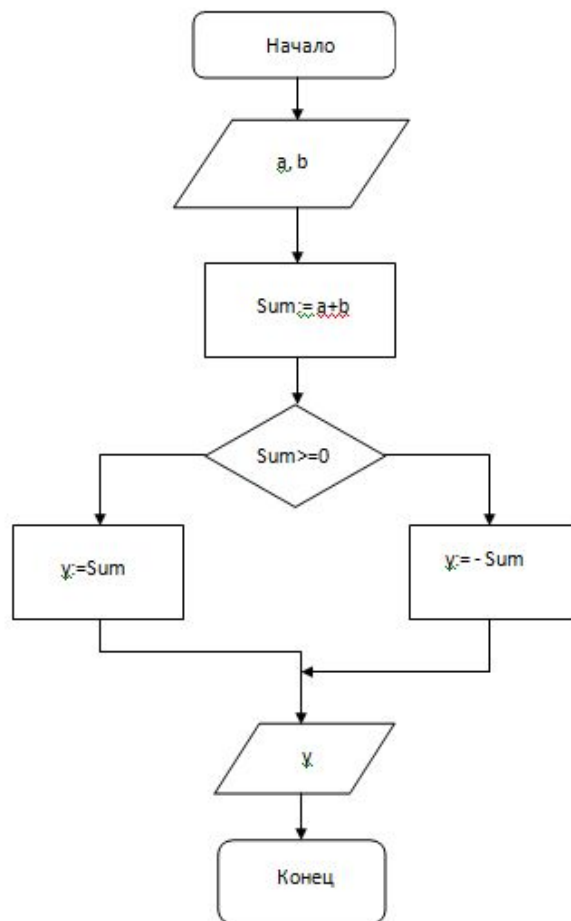 Начало
a, b
Sum:= a+b
Sum>=0
y:=Sum
y:= - Sum
y
Конец